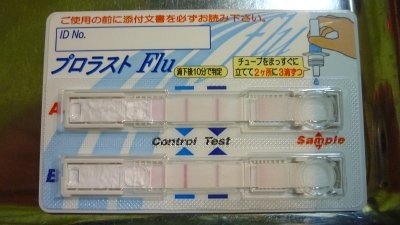 ご使用の前に添付文書を必ずお読み下さい
ID No.
プロラスト Flu
滴下後10分で判定
チューブをまっすぐに
立てて2ヶ所に3滴ずつ
Flu
A
Control Test Sample
B